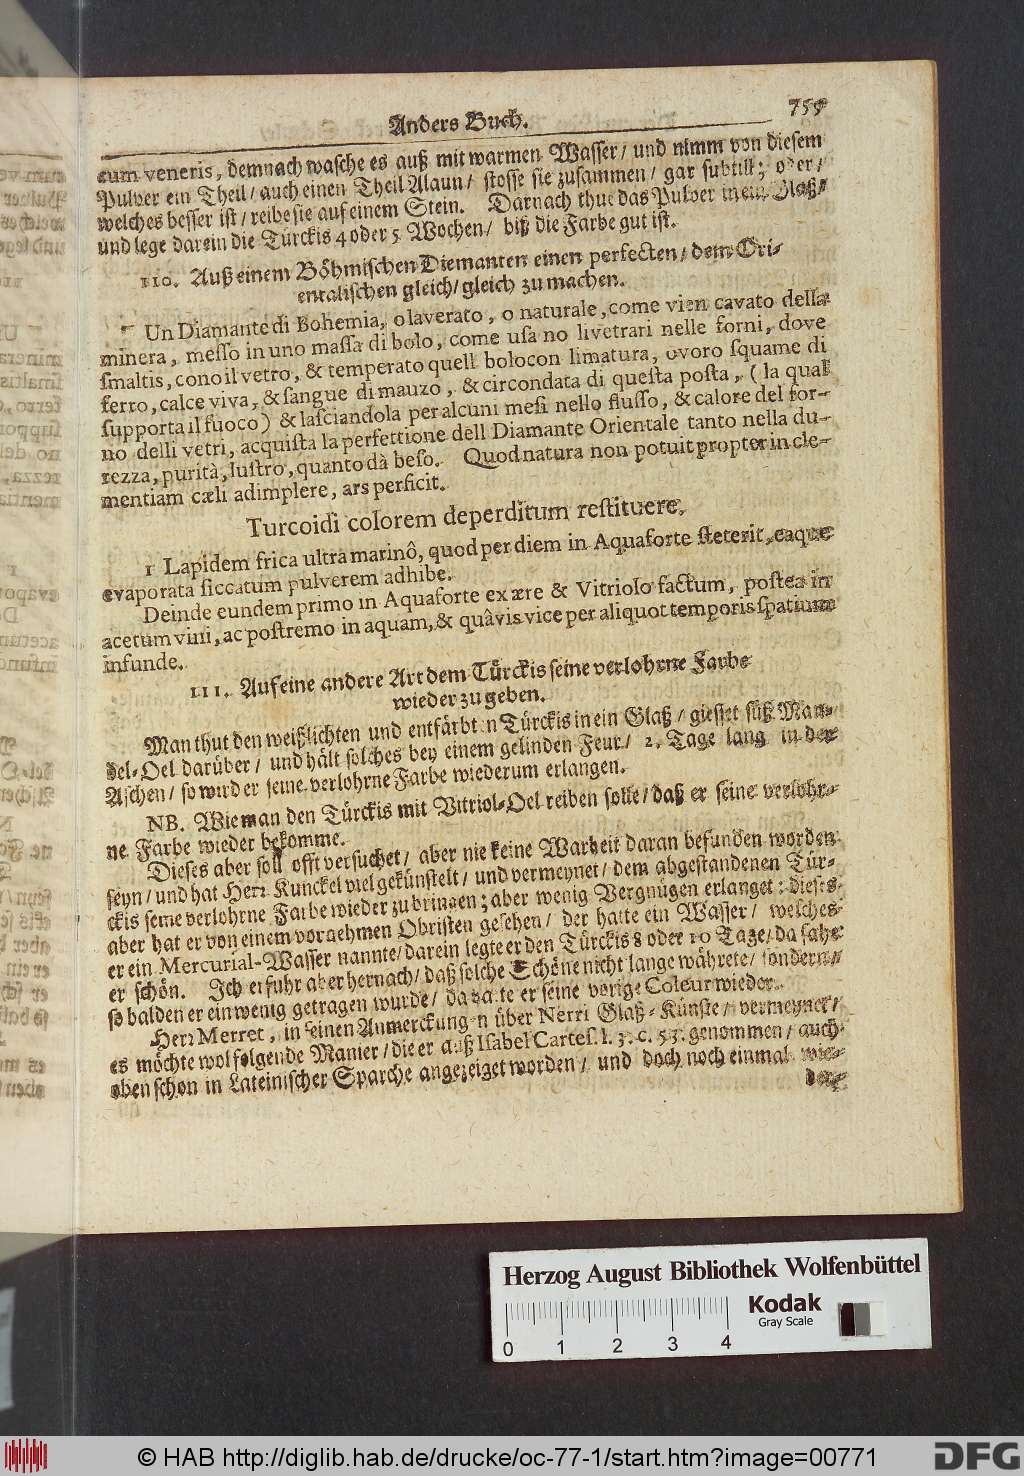 Anders Buch. 759
cum veneris, demnach wasche es auß mit warmen Wasser/ und nimm von diesem
Pulver ein Theil/ auch einen Theil Alaun/ stosse sie zusammen/ gar subtill; oder/
welches besser ist/ reibe sie auf einem Stein. Darnach thue das Pulver in ein Glaß/
und lege darein die Türckis 4 oder 5 Wochen/ biß die Farbe gut ist.
110. Auß einem Böhmischen Diemanten einen perfecten/ dem Ori-
entalischen gleich/ gleich zu machen.
Un Diamante di Bohemia, o laverato, o naturale, come vien cavato della
minera, messo in uno massa di bolo, come usa no li vetrari nelle forni, dove
smaltis, cono il vetro, & temperato quell bolo con limatura, ovoro squame di
ferro, calce viva, & sangue di mauzo, & circondata di questa posta, (la qual
supporta il fuoco) & lasciandola per alcuni mesi nello flusso, & calore del for-
no delli vetri, acquista la perfettione dell Diamante Orientale tanto nella du-
rezza, purità, lustro, quanto dà beso. Quod natura non potuit propter in cle-
mentiam cæli adimplere, ars perficit.
Turcoidi colorem deperditum restituere.
1 Lapidem frica ultra marinô, quod per diem in Aquaforte steterit, eaque
evaporata siccatum pulverem adhibe.
Deinde eundem primo in Aquaforte ex ære & Vitriolo factum, postea in
acetum vini, ac postremo in aquam, & quâvis vice per aliquot temporis spatium
infunde.
111. Auf eine andere Art dem Türckis seine verlohrne Farbe
wieder zu geben.
Man thut den weißlichten und entfärbten Türckis in ein Glaß/ giesset süß Man-
del-Oel darüber/ und hält solches bey einem gelinden Feur/ 2. Tage lang in der
Aschen/ so wird er seine verlohrne Farbe wiederum erlangen.
NB. Wie man den Türckis mit Vitriol-Oel reiben solle/ daß er seine verlohr-
ne Farbe wieder bekomme.
Dieses aber soll offt versuchet/ aber nie keine Warheit daran befunden worden
seyn/ und hat Herr Kunckel viel gekünstelt/ und vermeynet/ dem abgestandenen Tür-
ckis seine verlohrne Farbe wieder zu bringen; aber wenig Vergnügen erlanget: dieses
aber hat er von einem vornehmen Obristen gesehen/ der hatte ein Wasser/ welches
er ein Mercurial-Wasser nannte/ darein legte er den Türckis 8 oder 10 Tage/ da sahe
er schön. Ich erfuhr aber hernach/ daß solche Schöne nicht lange währete/ sondern/
so balden er ein wenig getragen wurde/ da hatte er seine vorige Coleur wieder.
Herr Merret, in seinen Anmerckungen über Nerri Glaß-Künste/ vermeynet/
es möchte wol folgende Manier/ die er auß Isabel Cartes. l. 3. c. 53. genommen/ auch
oben schon in Lateinischer Sparche angezeiget worden/ und doch noch einmal wie-
der
Herzog August Bibliothek Wolfenbüttel
0 1 2 3 4
Kodak
Gray Scale
© HAB http://diglib.hab.de/drucke/oc-77-1/start.htm?image=00771
DFG